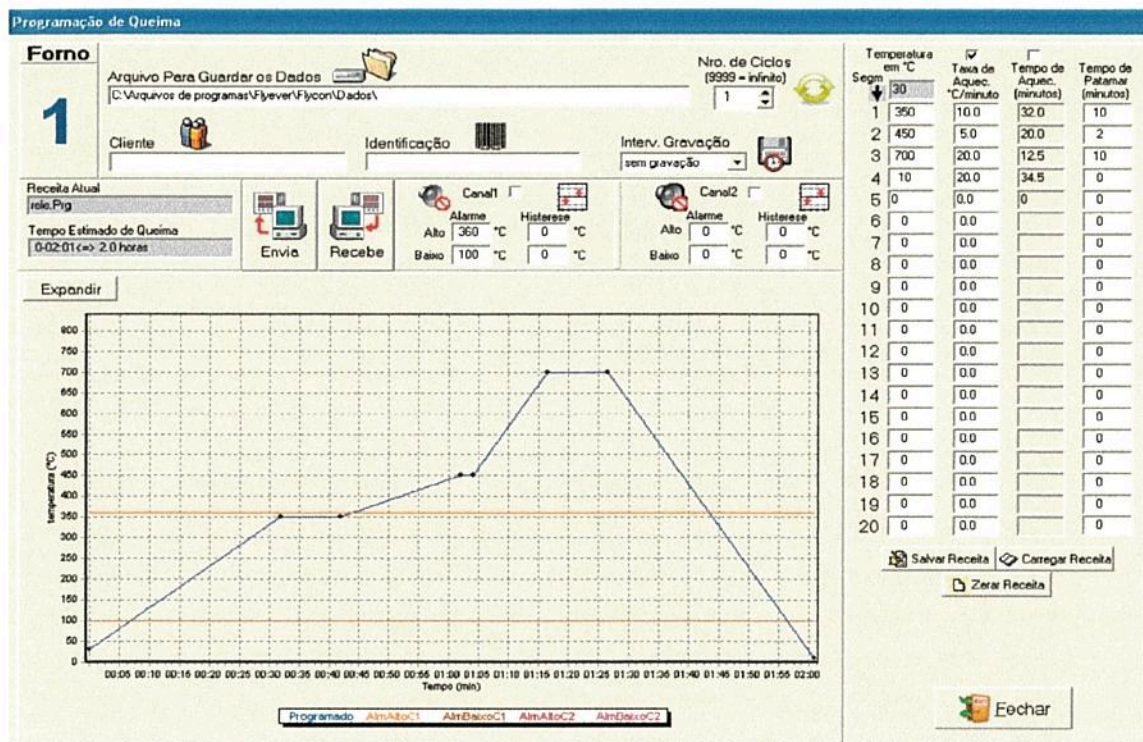 Programação de Queima
Forno
1
Arquivo Para Guardar os Dados
C:\Arquivos de programas\Flyever\Flycon\Dados\
Nro. de Ciclos
(9999 = infinito)
1
Cliente
Identificação
Interv. Gravação
sem gravação
Receita Atual
rele.Prg
Tempo Estimado de Queima
0-02:01<=> 2.0 horas
Envia
Recebe
Canal1
Alarme Histerese
Alto 360 °C 0 °C
Baixo 100 °C 0 °C
Canal2
Alarme Histerese
Alto 0 °C 0 °C
Baixo 0 °C 0 °C
Expandir
800
750
700
650
600
550
500
450
400
350
300
250
200
150
100
50
0
temperatura (°C)
00:05 00:10 00:15 00:20 00:25 00:30 00:35 00:40 00:45 00:50 00:55 01:00 01:05 01:10 01:15 01:20 01:25 01:30 01:35 01:40 01:45 01:50 01:55 02:00
Tempo (min)
Programado AlmAltoC1 AlmBaixoC1 AlmAltoC2 AlmBaixoC2
Temperatura Taxa de Tempo de Tempo de
em °C Aquec. Aquec. Patamar
Segm °C/minuto (minutos) (minutos)
30
1 350 10.0 32.0 10
2 450 5.0 20.0 2
3 700 20.0 12.5 10
4 10 20.0 34.5 0
5 0 0.0 0 0
6 0 0.0 0
7 0 0.0 0
8 0 0.0 0
9 0 0.0 0
10 0 0.0 0
11 0 0.0 0
12 0 0.0 0
13 0 0.0 0
14 0 0.0 0
15 0 0.0 0
16 0 0.0 0
17 0 0.0 0
18 0 0.0 0
19 0 0.0 0
20 0 0.0 0
Salvar Receita Carregar Receita
Zerar Receita
Fechar